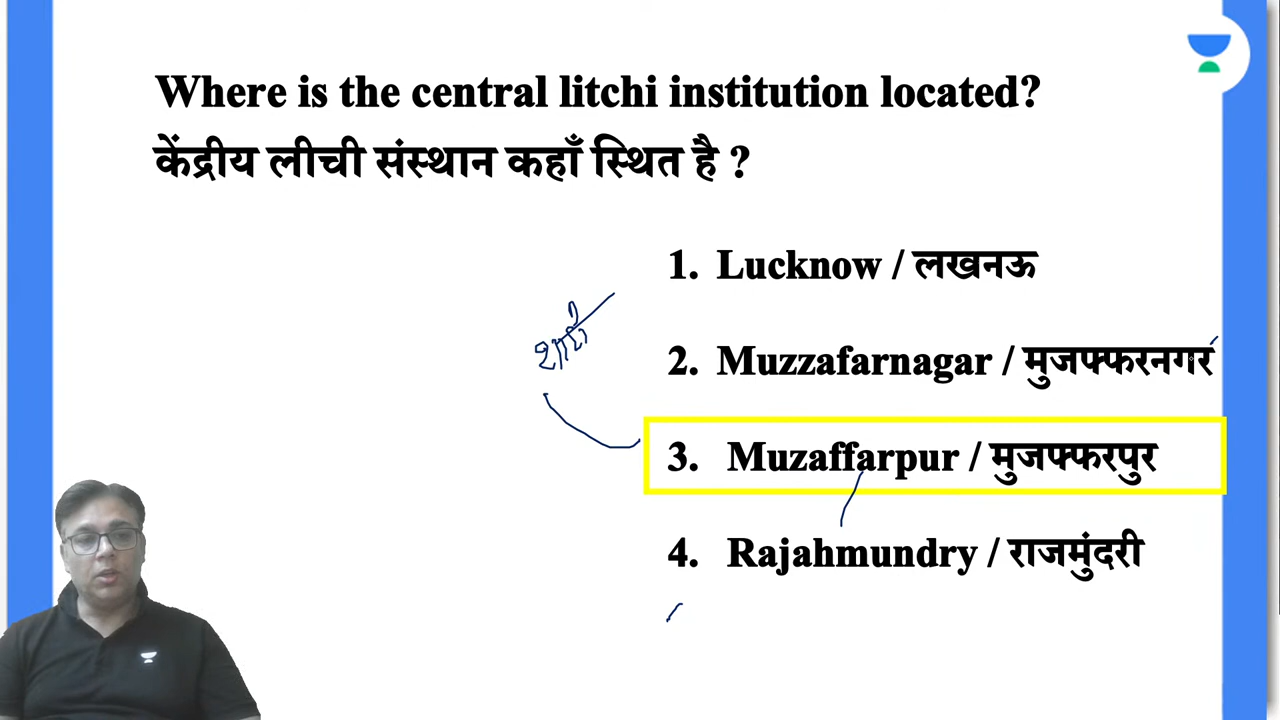 Where is the central litchi institution located?
केंद्रीय लीची संस्थान कहाँ स्थित है ?
1. Lucknow / लखनऊ
2. Muzzafarnagar / मुजफ्फरनगर
शाही
3. Muzaffarpur / मुजफ्फरपुर
4. Rajahmundry / राजमुंदरी